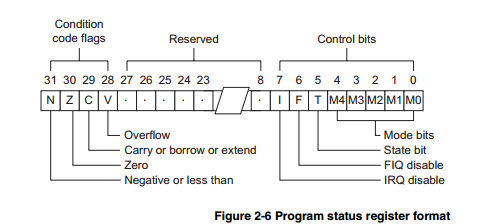 Condition
code flags
Reserved
Control bits
31 30 29 28 27 26 25 24 23 8 7 6 5 4 3 2 1 0
N Z C V · · · · · · I F T M4 M3 M2 M1 M0
Overflow
Mode bits
Carry or borrow or extend
State bit
Zero
FIQ disable
Negative or less than
IRQ disable
Figure 2-6 Program status register format